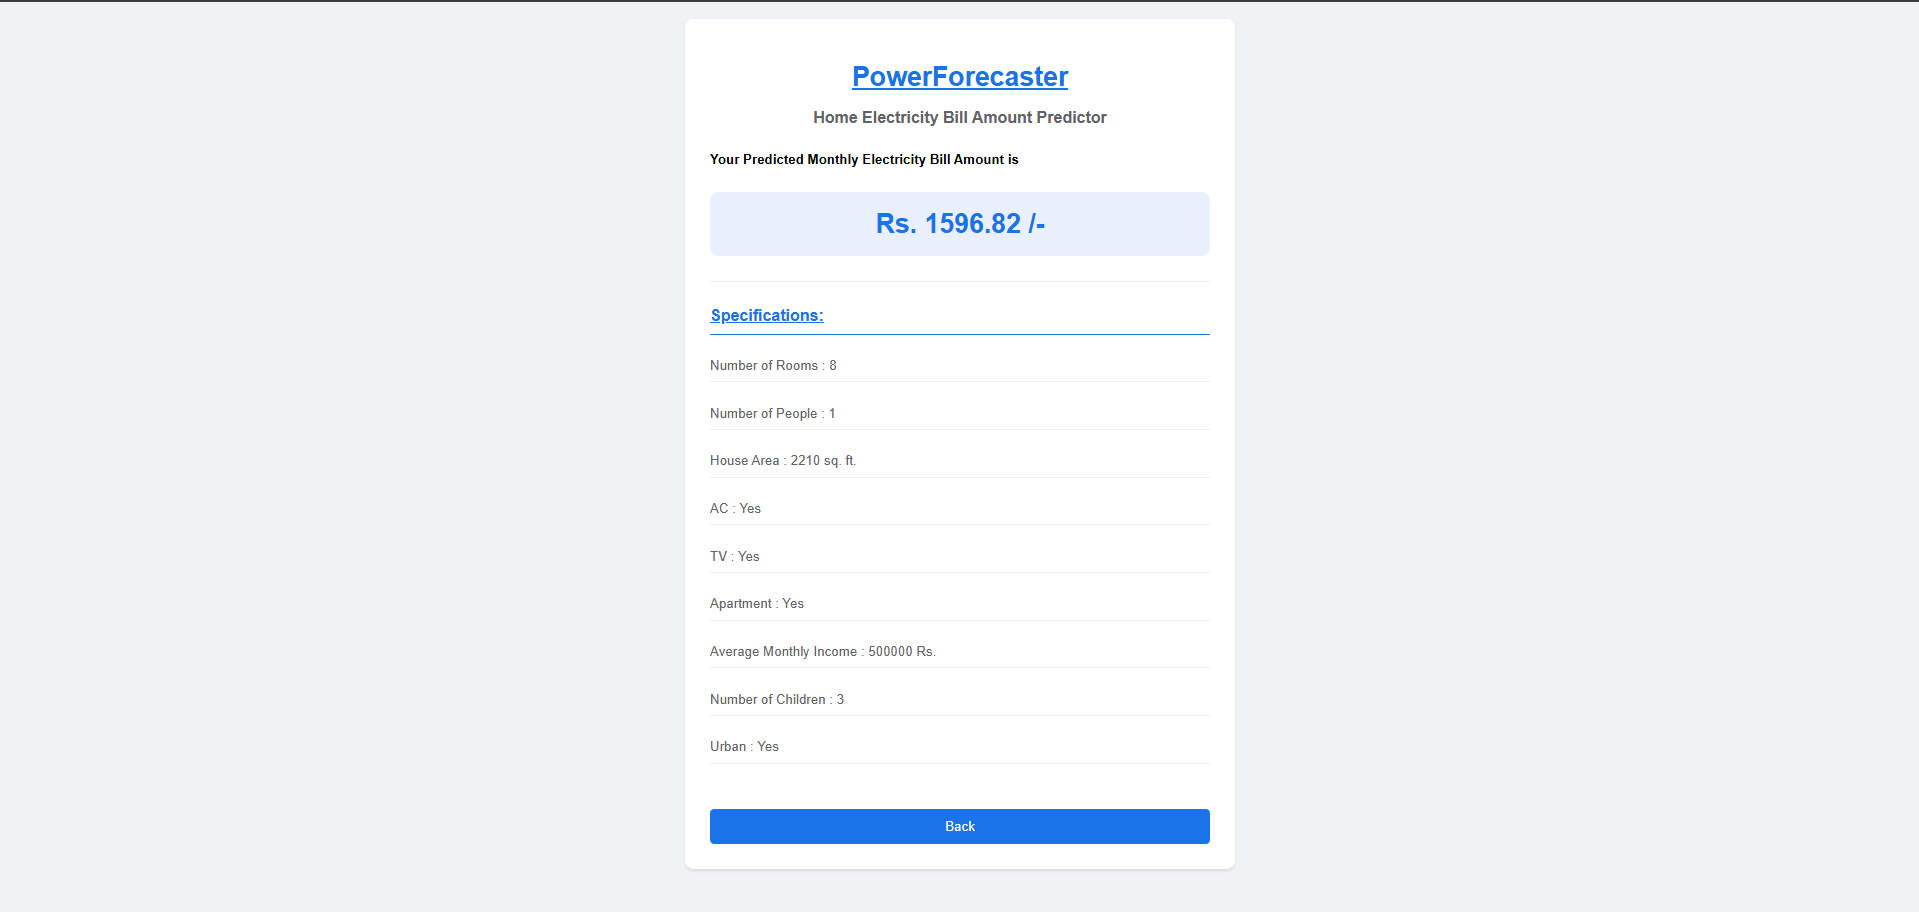 PowerForecaster
Home Electricity Bill Amount Predictor
Your Predicted Monthly Electricity Bill Amount is
Rs. 1596.82 /-
Specifications:
Number of Rooms : 8
Number of People : 1
House Area : 2210 sq. ft.
AC : Yes
TV : Yes
Apartment : Yes
Average Monthly Income : 500000 Rs.
Number of Children : 3
Urban : Yes
Back